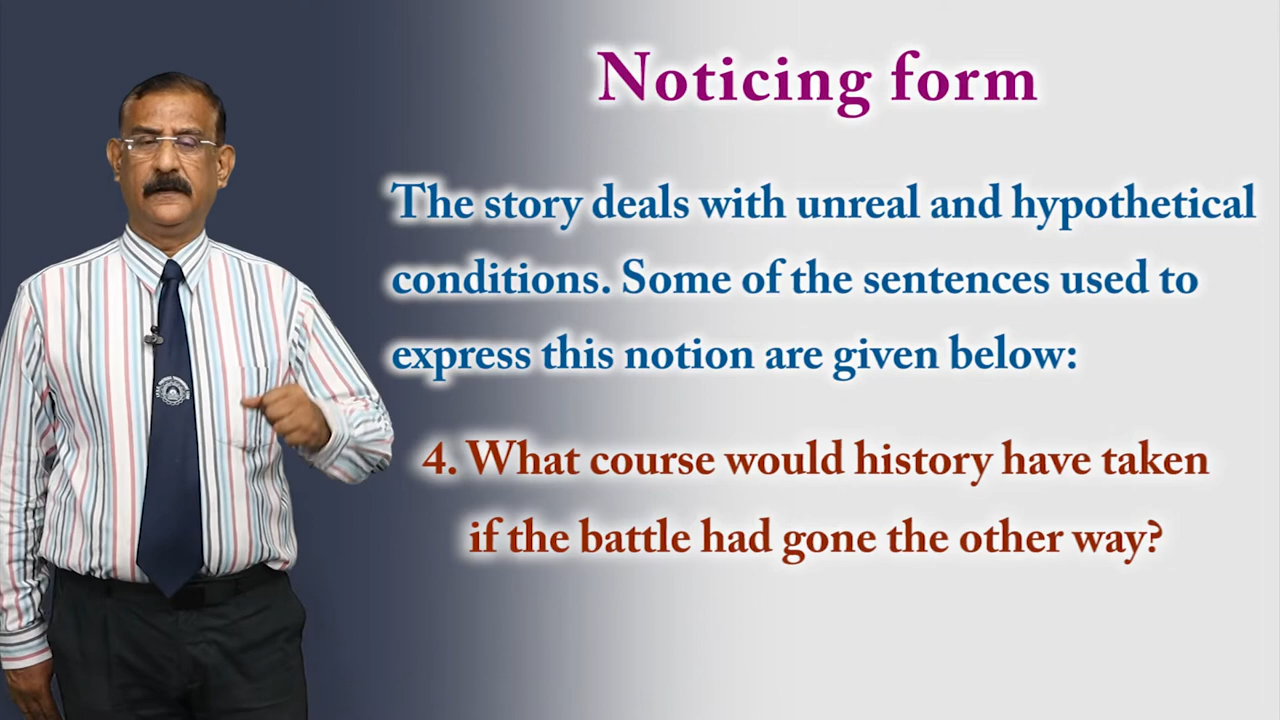 Noticing form
The story deals with unreal and hypothetical
conditions. Some of the sentences used to
express this notion are given below:
4. What course would history have taken
if the battle had gone the other way?